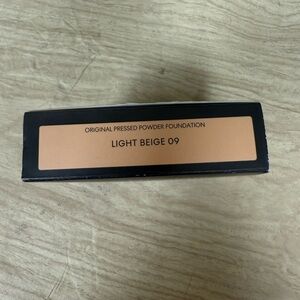 ORIGINAL PRESSED POWDER FOUNDATION
LIGHT BEIGE 09